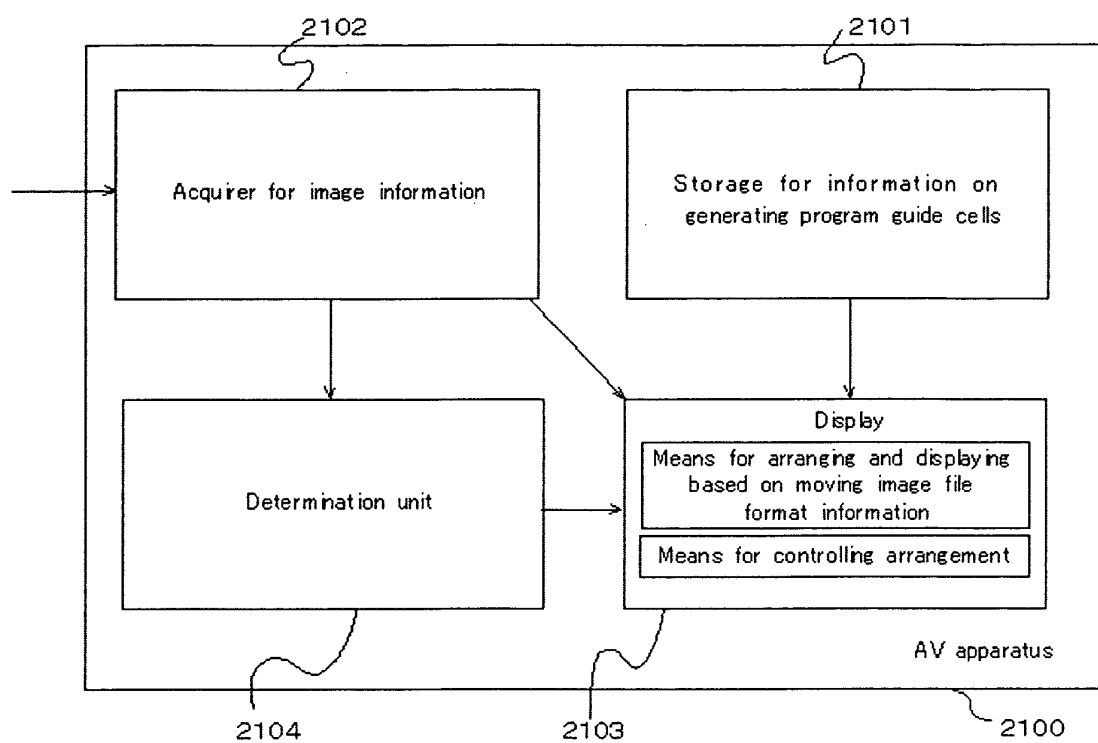 2102
2101
Acquirer for image information
Storage for information on
generating program guide cells
Determination unit
Display
Means for arranging and displaying
based on moving image file
format information
Means for controlling arrangement
AV apparatus
2104
2103
2100